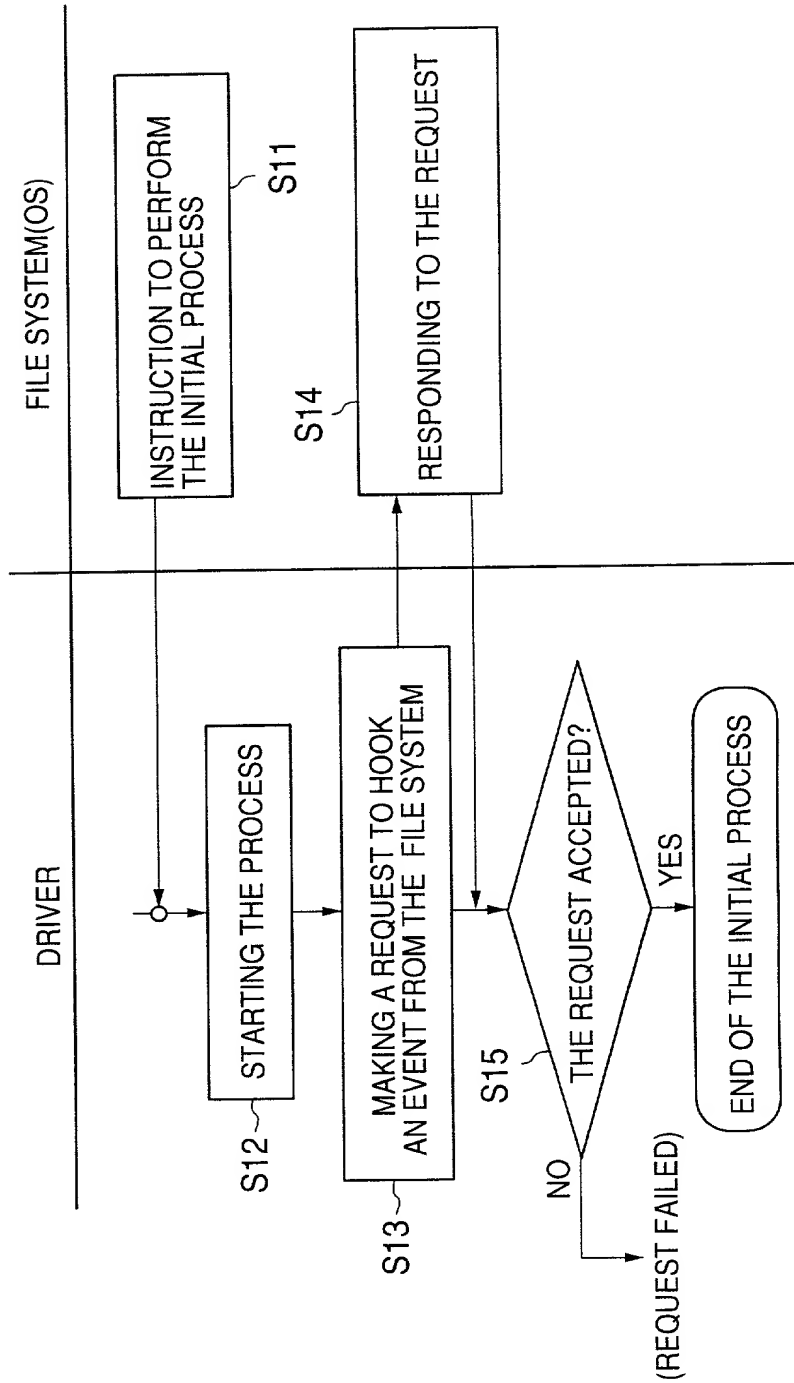 DRIVER
FILE SYSTEM(OS)
INSTRUCTION TO PERFORM
THE INITIAL PROCESS
S11
STARTING THE PROCESS
S12
MAKING A REQUEST TO HOOK
AN EVENT FROM THE FILE SYSTEM
S13
S14
RESPONDING TO THE REQUEST
S15
THE REQUEST ACCEPTED?
NO
YES
(REQUEST FAILED)
END OF THE INITIAL PROCESS